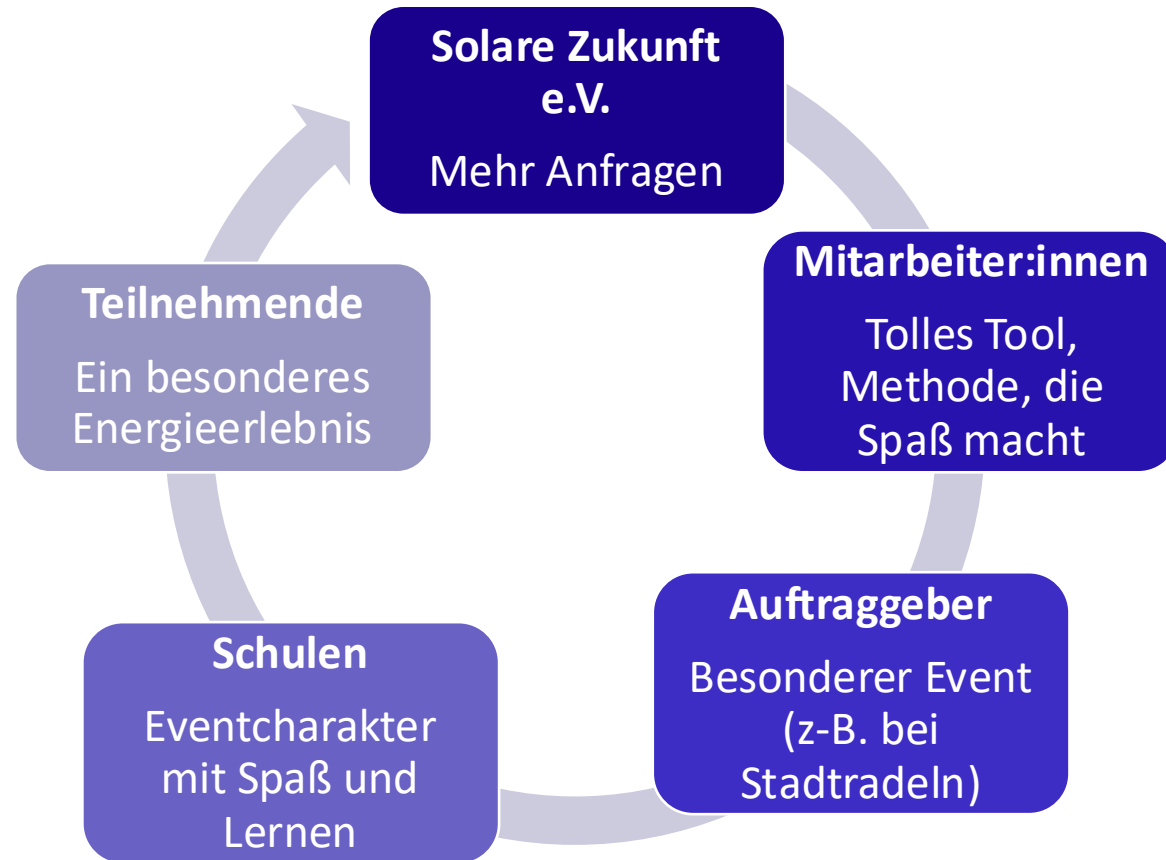 Solare Zukunft
e.V.
Mehr Anfragen
Mitarbeiter:innen
Tolles Tool,
Methode, die
Spaß macht
Auftraggeber
Besonderer Event
(z-B. bei
Stadtradeln)
Schulen
Eventcharakter
mit Spaß und
Lernen
Teilnehmende
Ein besonderes
Energieerlebnis